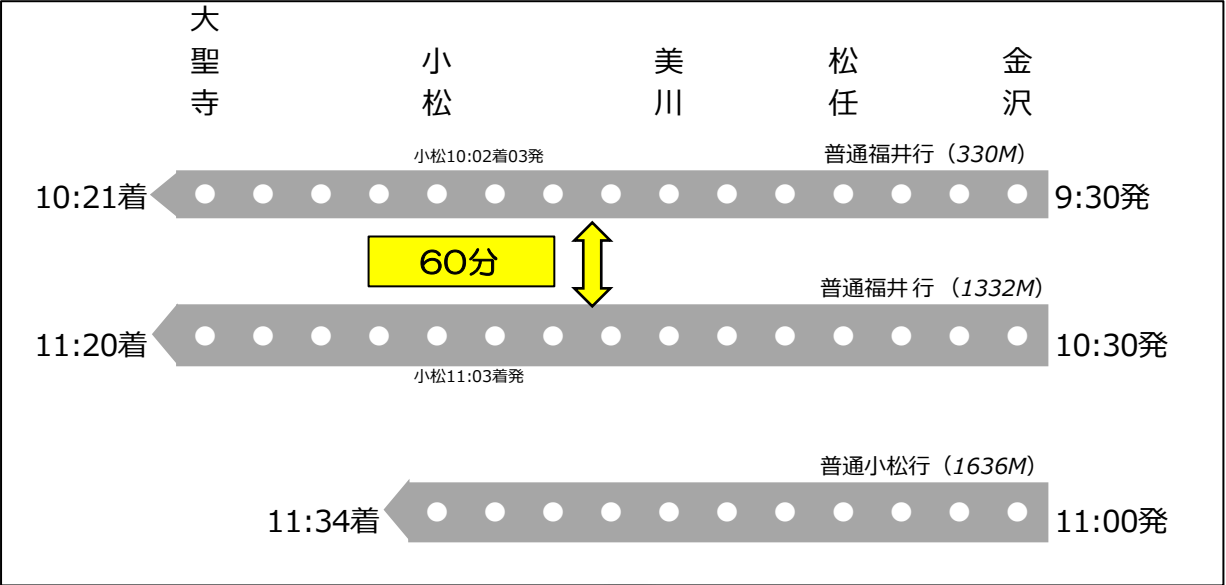 大聖寺
小松
美川
松任
金沢
小松10:02着03発
普通福井行（330M）
10:21着
9:30発
60分
普通福井行（1332M）
11:20着
10:30発
小松11:03着発
普通小松行（1636M）
11:34着
11:00発